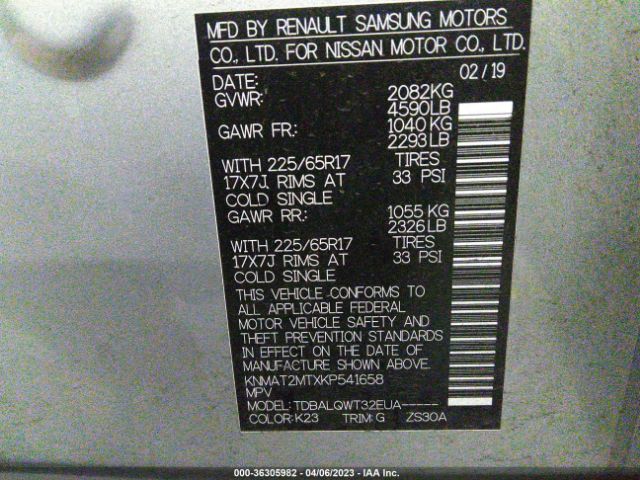 MFD BY RENAULT SAMSUNG MOTORS
CO., LTD. FOR NISSAN MOTOR CO., LTD.
02/19
DATE:
GVWR: 2082KG
4590LB
GAWR FR: 1040 KG
2293 LB
WITH 225/65R17 TIRES
17X7J RIMS AT 33 PSI
COLD SINGLE
GAWR RR: 1055 KG
2326 LB
WITH 225/65R17 TIRES
17X7J RIMS AT 33 PSI
COLD SINGLE
THIS VEHICLE CONFORMS TO
ALL APPLICABLE FEDERAL
MOTOR VEHICLE SAFETY AND
THEFT PREVENTION STANDARDS
IN EFFECT ON THE DATE OF
MANUFACTURE SHOWN ABOVE.
KNMAT2MTXKP541658
MPV
MODEL: TDBALQWT32EUA-----
COLOR: K23 TRIM: G ZS30A
000-36305982 - 04/06/2023 - IAA Inc.